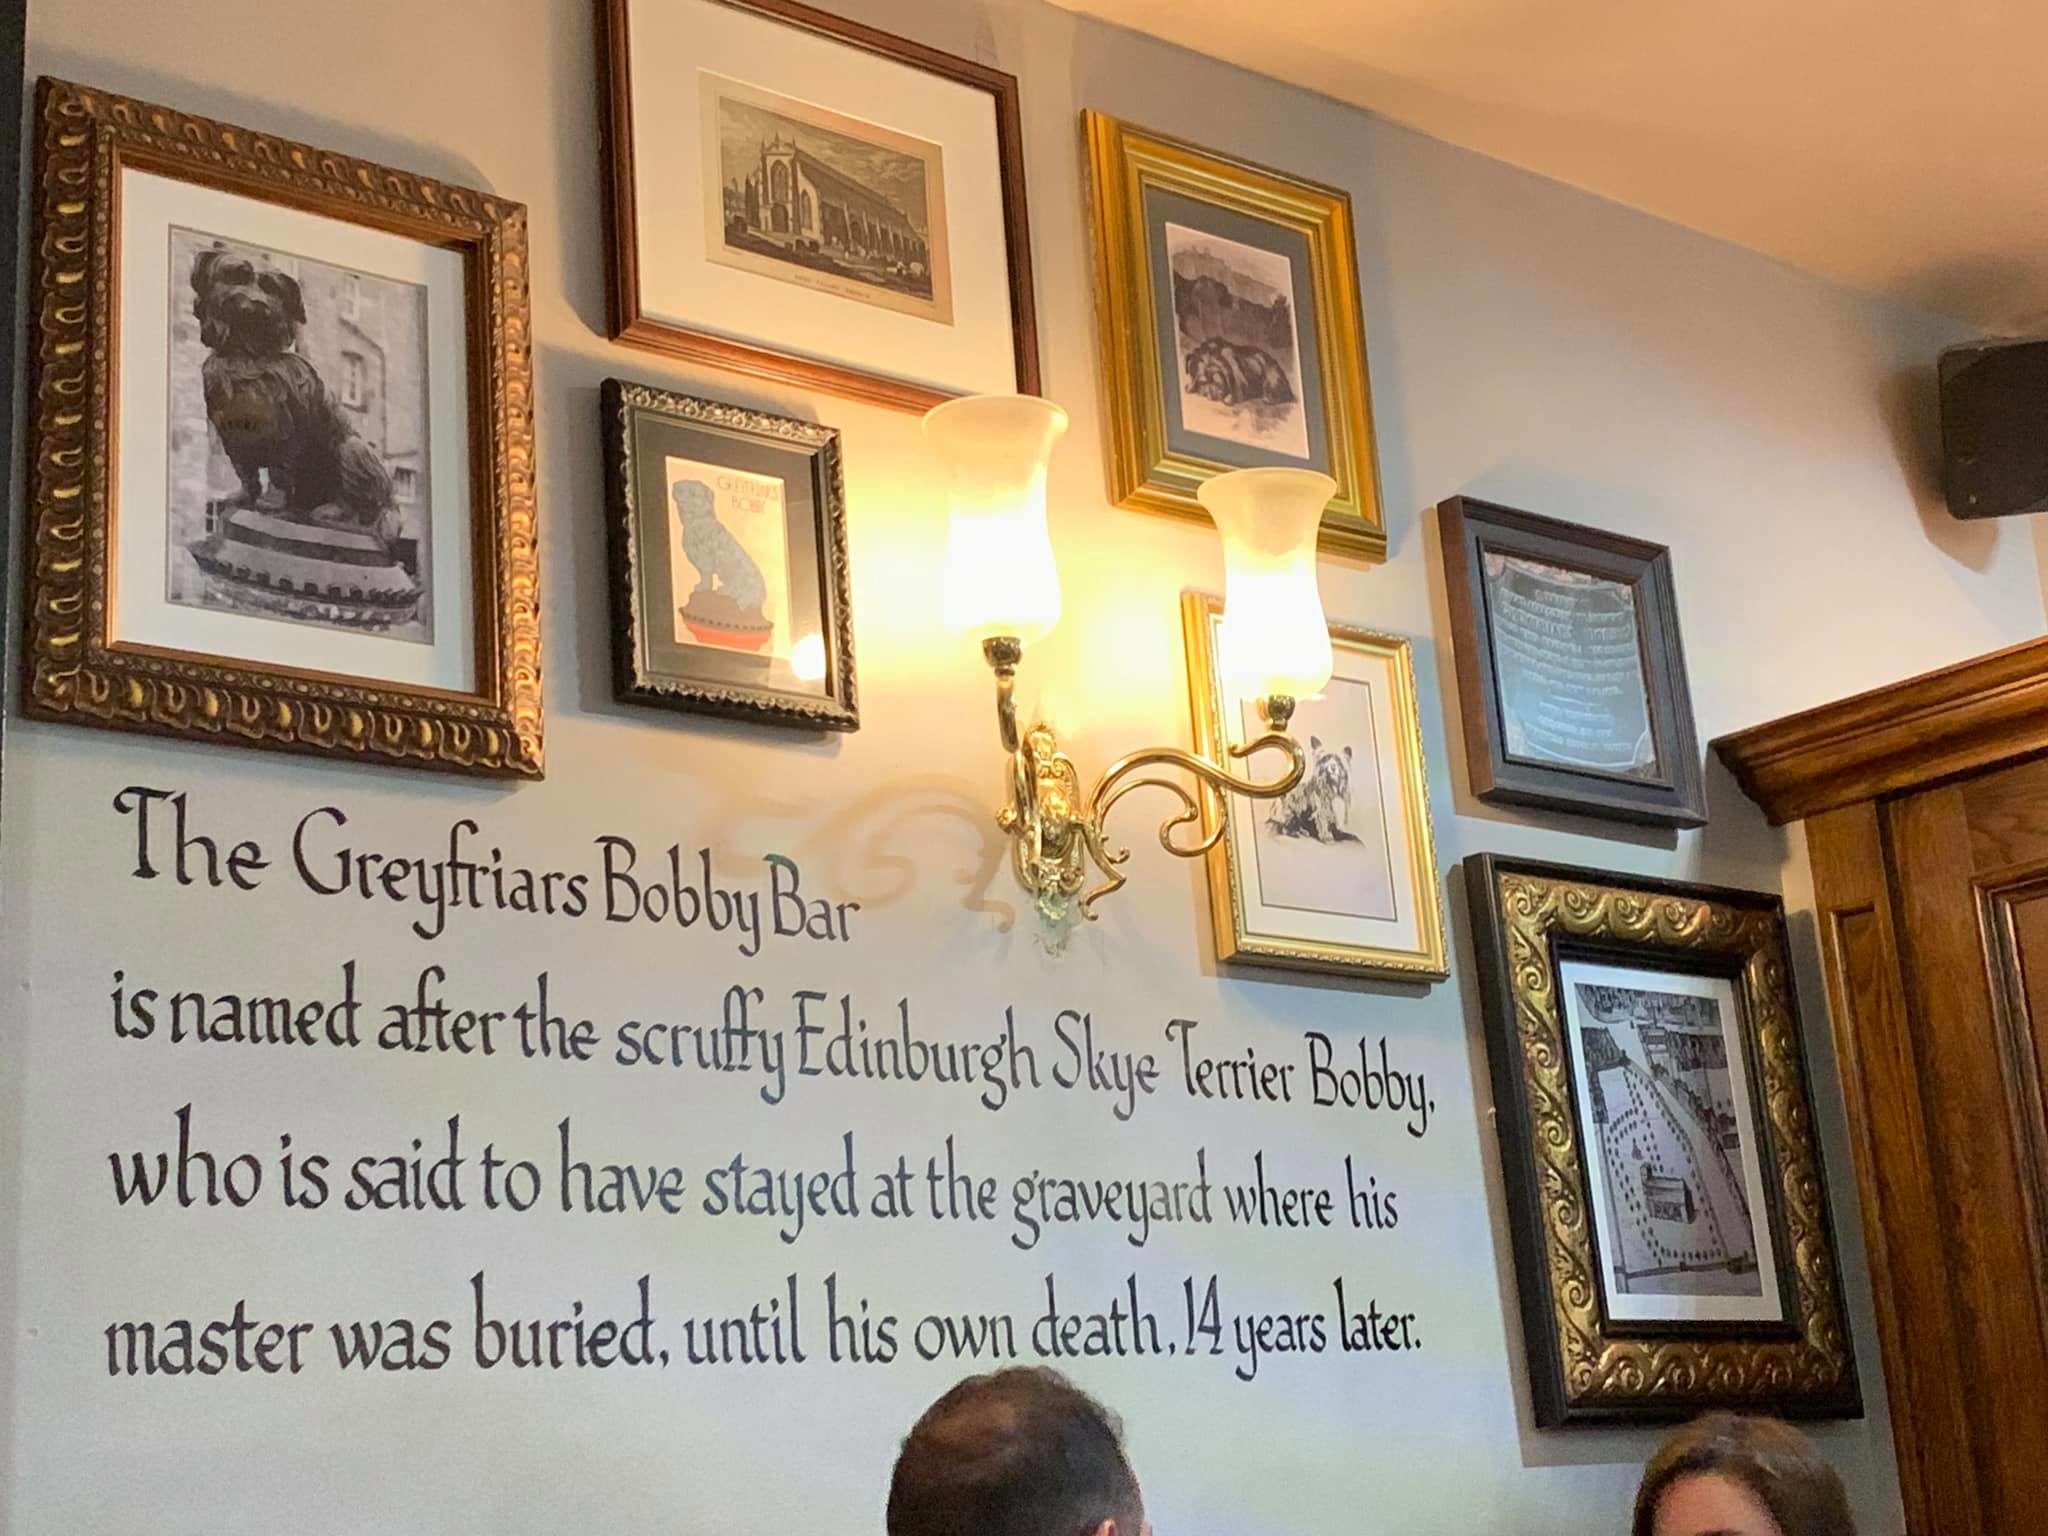 GREYFRIARS
BOBBY
The Greyfriars Bobby Bar
is named after the scruffy Edinburgh Skye Terrier Bobby,
who is said to have stayed at the graveyard where his
master was buried, until his own death, 14 years later.